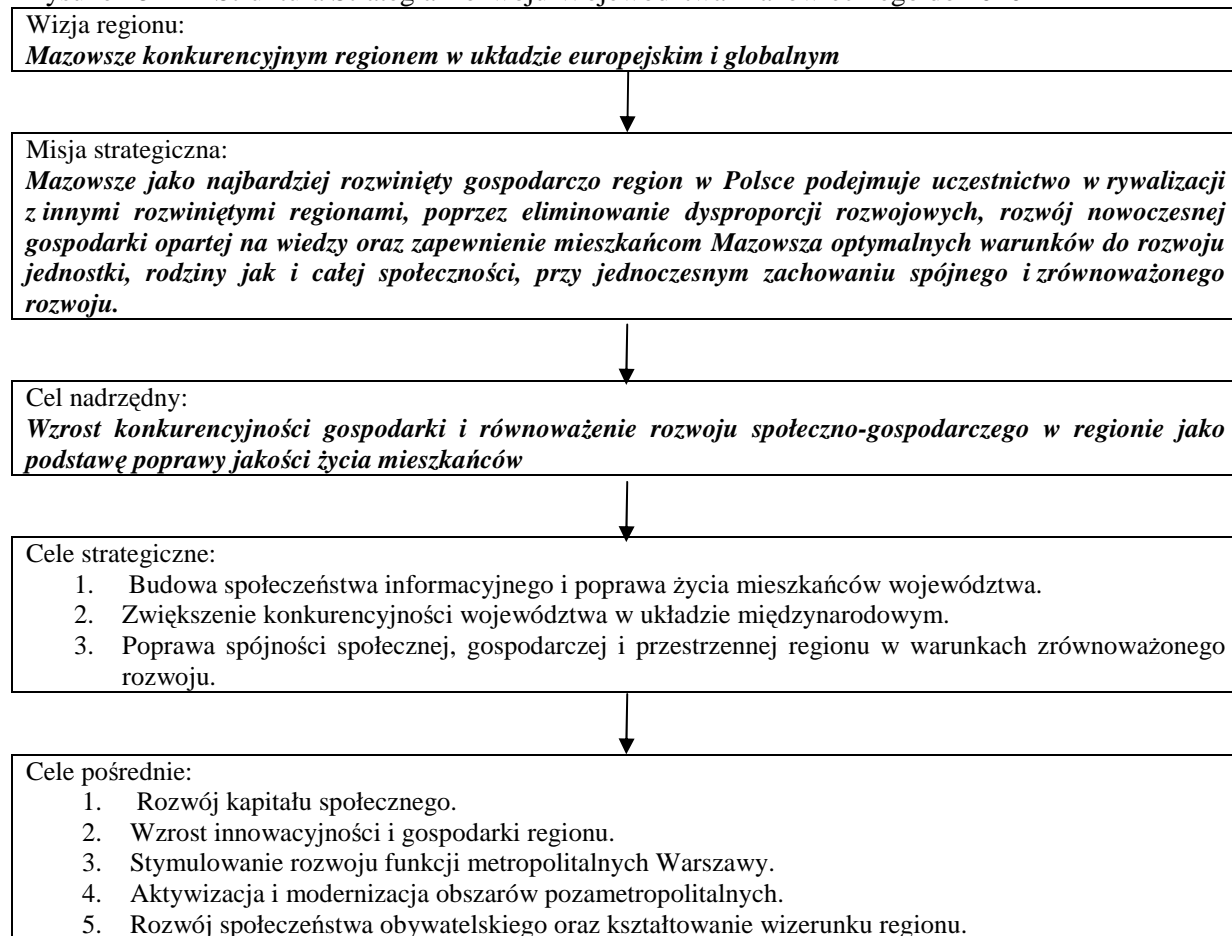 Wizja regionu:
Mazowsze konkurencyjnym regionem w układzie europejskim i globalnym
Misja strategiczna:
Mazowsze jako najbardziej rozwinięty gospodarczo region w Polsce podejmuje uczestnictwo w rywalizacji
z innymi rozwiniętymi regionami, poprzez eliminowanie dysproporcji rozwojowych, rozwój nowoczesnej
gospodarki opartej na wiedzy oraz zapewnienie mieszkańcom Mazowsza optymalnych warunków do rozwoju
jednostki, rodziny jak i całej społeczności, przy jednoczesnym zachowaniu spójnego i zrównoważonego
rozwoju.
Cel nadrzędny:
Wzrost konkurencyjności gospodarki i równoważenie rozwoju społeczno-gospodarczego w regionie jako
podstawę poprawy jakości życia mieszkańców
Cele strategiczne:
1. Budowa społeczeństwa informacyjnego i poprawa życia mieszkańców województwa.
2. Zwiększenie konkurencyjności województwa w układzie międzynarodowym.
3. Poprawa spójności społecznej, gospodarczej i przestrzennej regionu w warunkach zrównoważonego
rozwoju.
Cele pośrednie:
1. Rozwój kapitału społecznego.
2. Wzrost innowacyjności i gospodarki regionu.
3. Stymulowanie rozwoju funkcji metropolitalnych Warszawy.
4. Aktywizacja i modernizacja obszarów pozametropolitalnych.
5. Rozwój społeczeństwa obywatelskiego oraz kształtowanie wizerunku regionu.